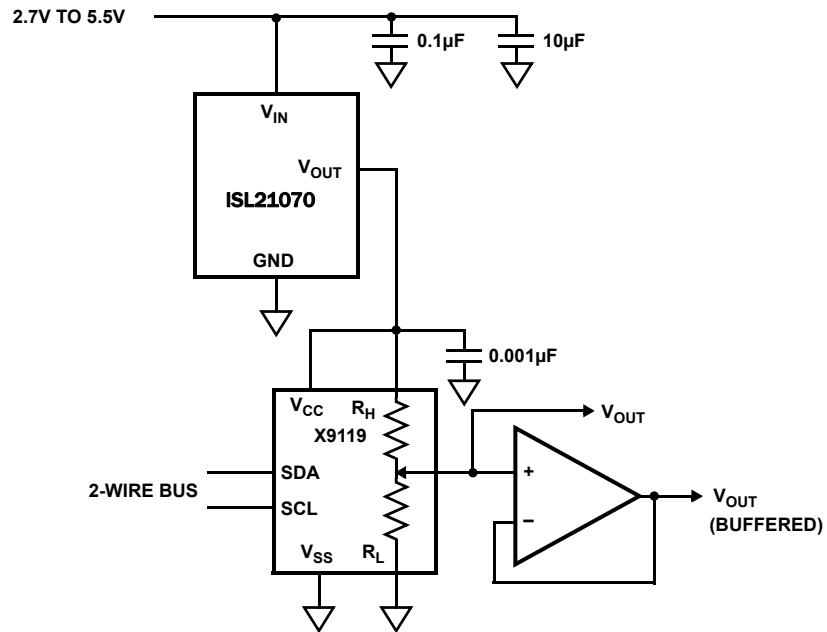 2.7V TO 5.5V
0.1µF
10µF
VIN
VOUT
ISL21070
GND
0.001µF
VCC
RH
X9119
VOUT
2-WIRE BUS
SDA
SCL
+
−
VOUT
(BUFFERED)
VSS
RL